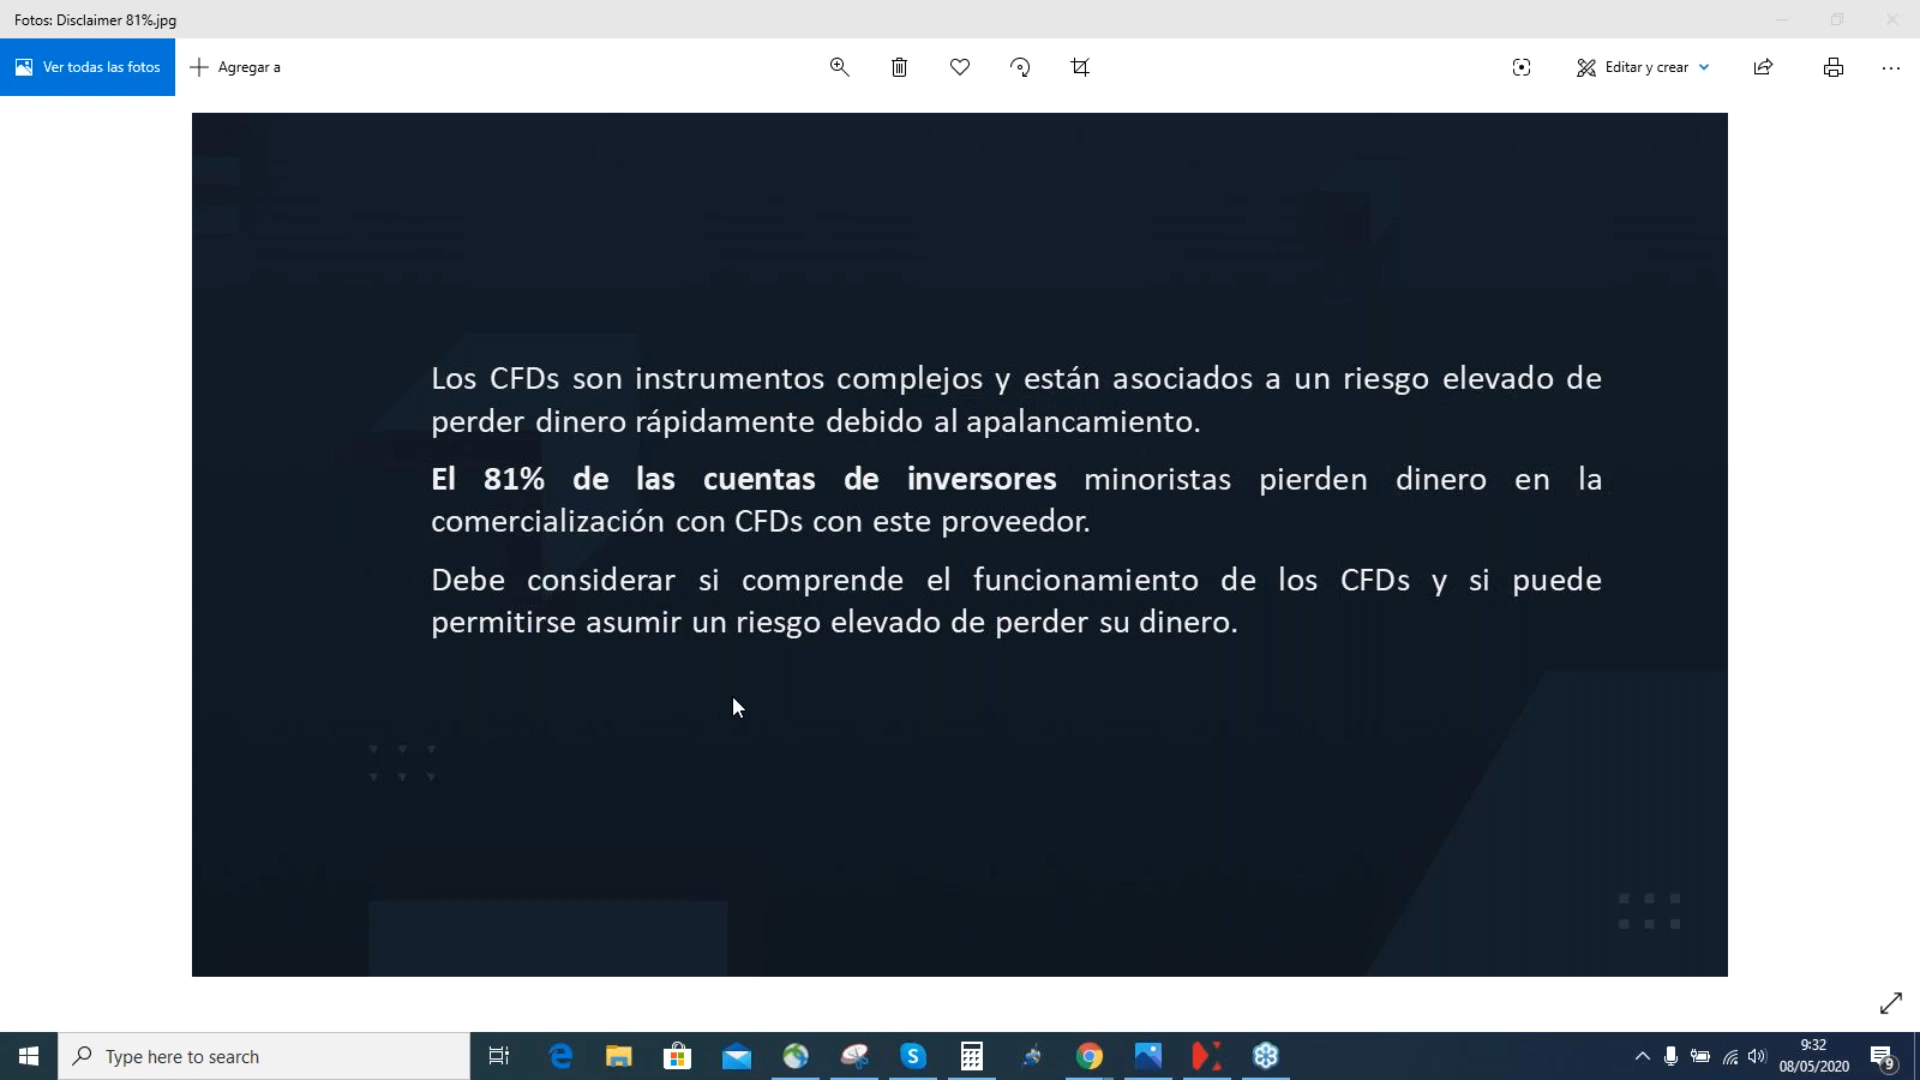 Fotos: Disclaimer 81%.jpg
Ver todas las fotos
Agregar a
Editar y crear
Los CFDs son instrumentos complejos y están asociados a un riesgo elevado de
perder dinero rápidamente debido al apalancamiento.
El 81% de las cuentas de inversores minoristas pierden dinero en la
comercialización con CFDs con este proveedor.
Debe considerar si comprende el funcionamiento de los CFDs y si puede
permitirse asumir un riesgo elevado de perder su dinero.
Type here to search
9:32
08/05/2020
9